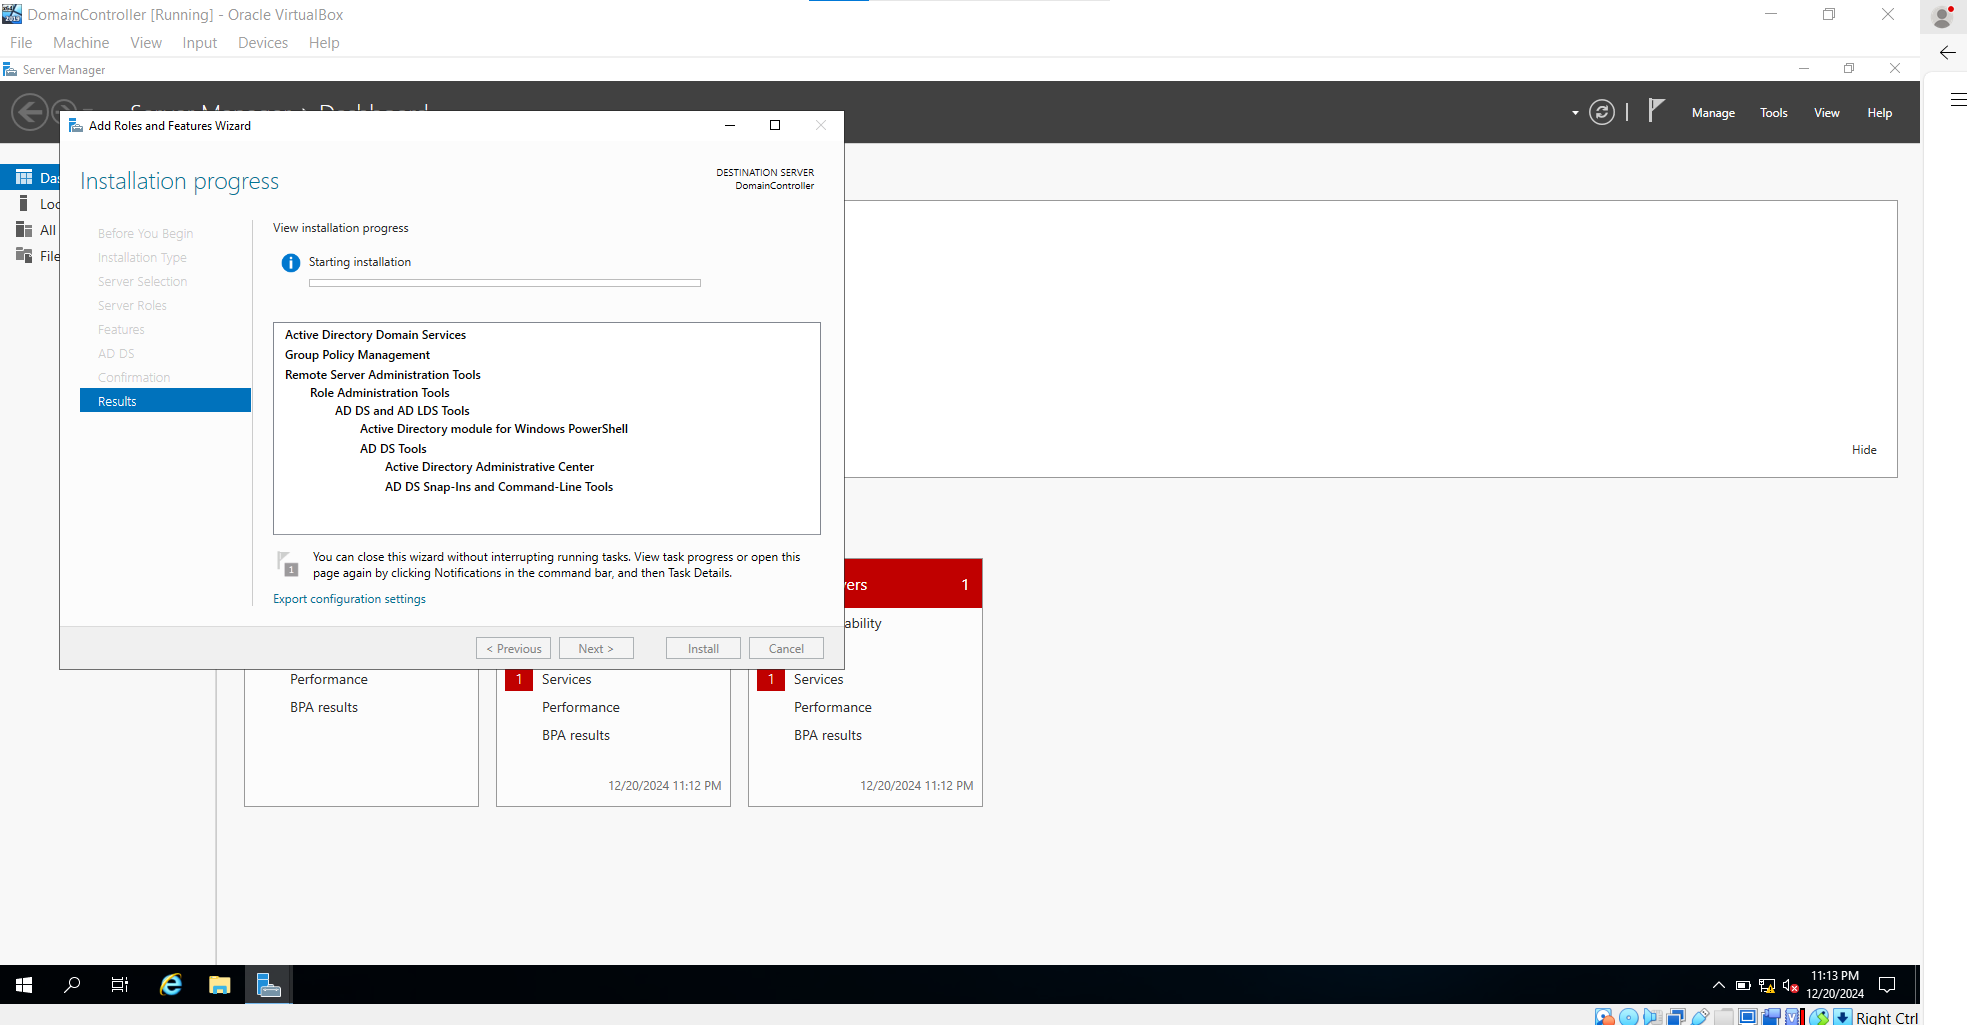 DomainController [Running] - Oracle VirtualBox
File Machine View Input Devices Help
Server Manager
Manage Tools View Help
Add Roles and Features Wizard
Installation progress
DESTINATION SERVER
DomainController
Before You Begin
Installation Type
Server Selection
Server Roles
Features
AD DS
Confirmation
Results
View installation progress
Starting installation
Active Directory Domain Services
Group Policy Management
Remote Server Administration Tools
Role Administration Tools
AD DS and AD LDS Tools
Active Directory module for Windows PowerShell
AD DS Tools
Active Directory Administrative Center
AD DS Snap-Ins and Command-Line Tools
1
You can close this wizard without interrupting running tasks. View task progress or open this
page again by clicking Notifications in the command bar, and then Task Details.
Export configuration settings
< Previous Next > Install Cancel
All
Hide
1
Performance
BPA results
1 Services
Performance
BPA results
12/20/2024 11:12 PM
1 Services
Performance
BPA results
12/20/2024 11:12 PM
11:13 PM
12/20/2024
Right Ctrl